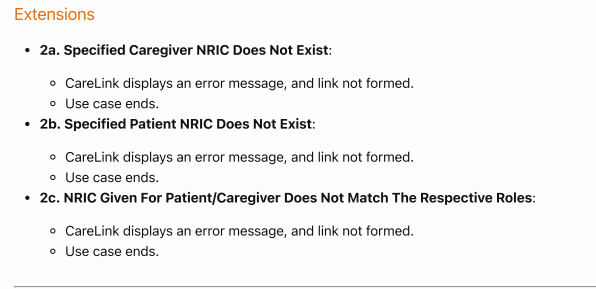 Extensions
• 2a. Specified Caregiver NRIC Does Not Exist:
◦ CareLink displays an error message, and link not formed.
◦ Use case ends.
• 2b. Specified Patient NRIC Does Not Exist:
◦ CareLink displays an error message, and link not formed.
◦ Use case ends.
• 2c. NRIC Given For Patient/Caregiver Does Not Match The Respective Roles:
◦ CareLink displays an error message, and link not formed.
◦ Use case ends.